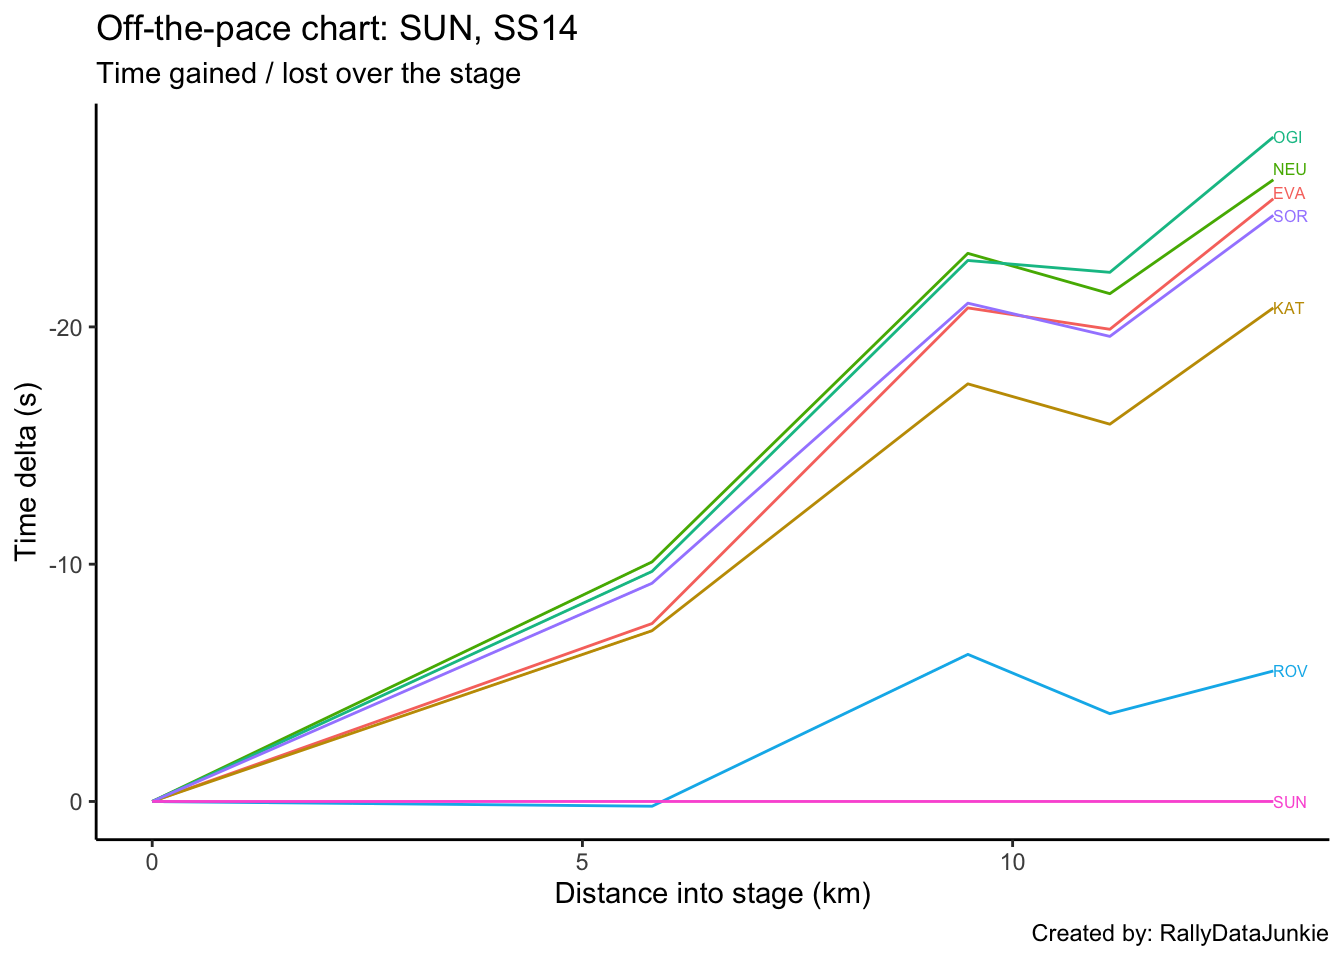 Off-the-pace chart: SUN, SS14
Time gained / lost over the stage
OGI
NEU
EVA
SOR
-20
KAT
Time delta (s)
-10
ROV
0
SUN
0 5 10
Distance into stage (km)
Created by: RallyDataJunkie